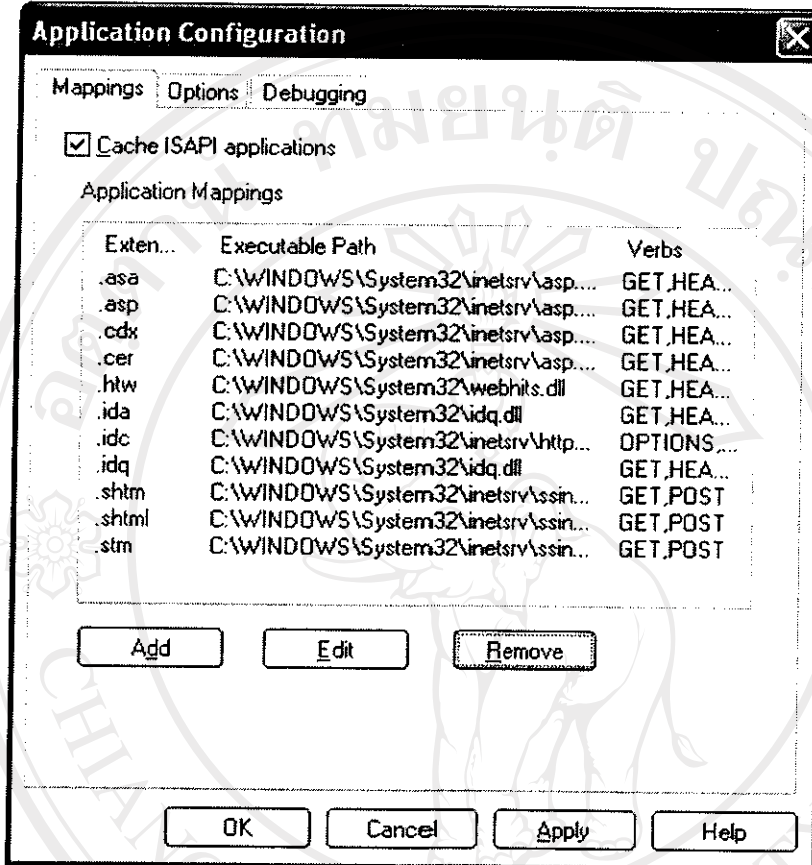 Application Configuration
Mappings Options Debugging
Cache ISAPI applications
Application Mappings
Exten... Executable Path Verbs
.asa C:\WINDOWS\System32\inetsrv\asp.... GET,HEA...
.asp C:\WINDOWS\System32\inetsrv\asp.... GET,HEA...
.cdx C:\WINDOWS\System32\inetsrv\asp.... GET,HEA...
.cer C:\WINDOWS\System32\inetsrv\asp.... GET,HEA...
.htw C:\WINDOWS\System32\webhits.dll GET,HEA...
.ida C:\WINDOWS\System32\idq.dll GET,HEA...
.idc C:\WINDOWS\System32\inetsrv\http... OPTIONS,...
.idq C:\WINDOWS\System32\idq.dll GET,HEA...
.shtm C:\WINDOWS\System32\inetsrv\ssin... GET,POST
.shtml C:\WINDOWS\System32\inetsrv\ssin... GET,POST
.stm C:\WINDOWS\System32\inetsrv\ssin... GET,POST
Add Edit Remove
OK Cancel Apply Help